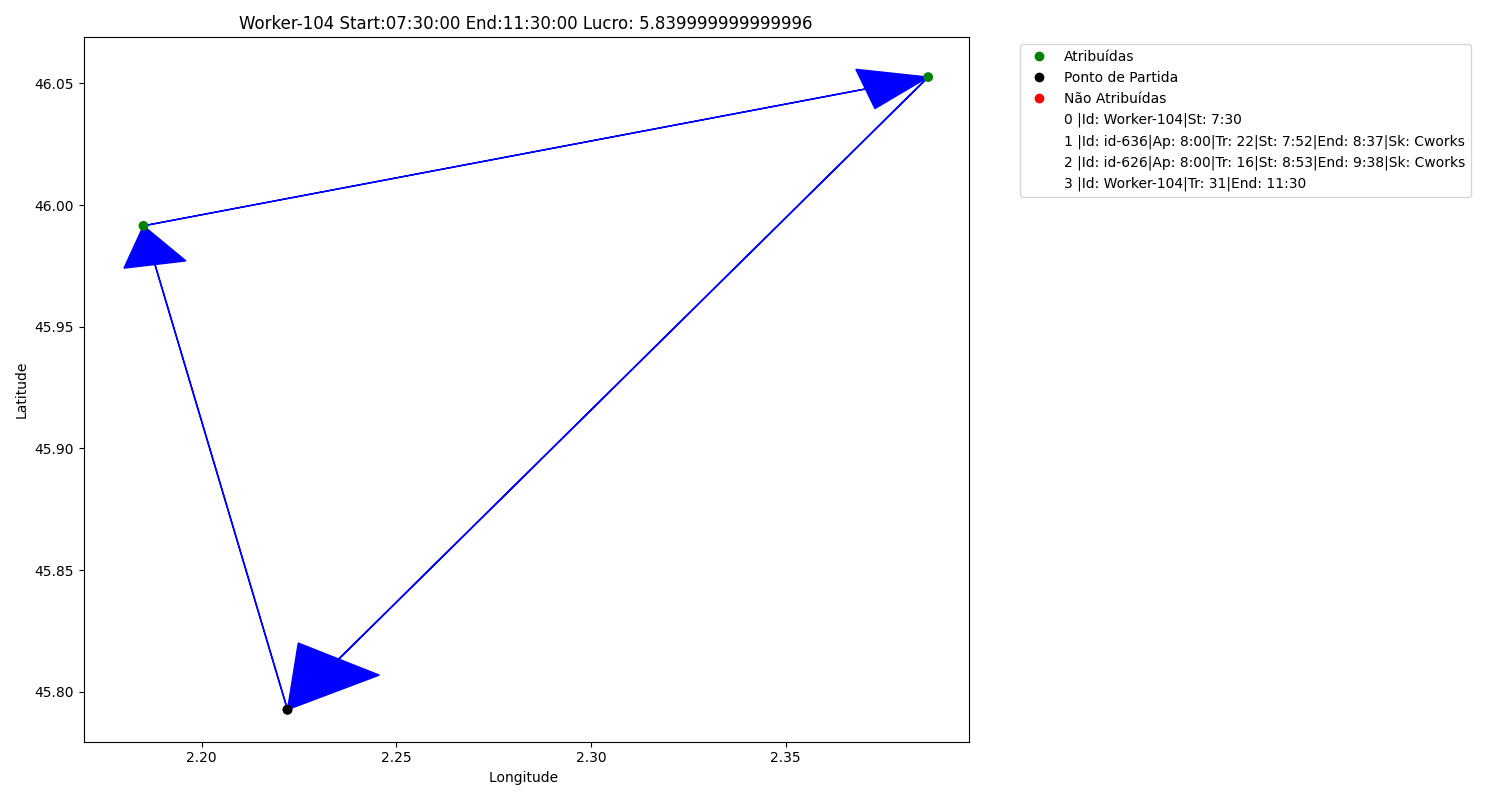 Worker-104 Start:07:30:00 End:11:30:00 Lucro: 5.839999999999996
Latitude
46.05
46.00
45.95
45.90
45.85
45.80
2.20
2.25
2.30
2.35
Longitude
Atribuídas
Ponto de Partida
Não Atribuídas
0 |Id: Worker-104|St: 7:30
1 |Id: id-636|Ap: 8:00|Tr: 22|St: 7:52|End: 8:37|Sk: Cworks
2 |Id: id-626|Ap: 8:00|Tr: 16|St: 8:53|End: 9:38|Sk: Cworks
3 |Id: Worker-104|Tr: 31|End: 11:30